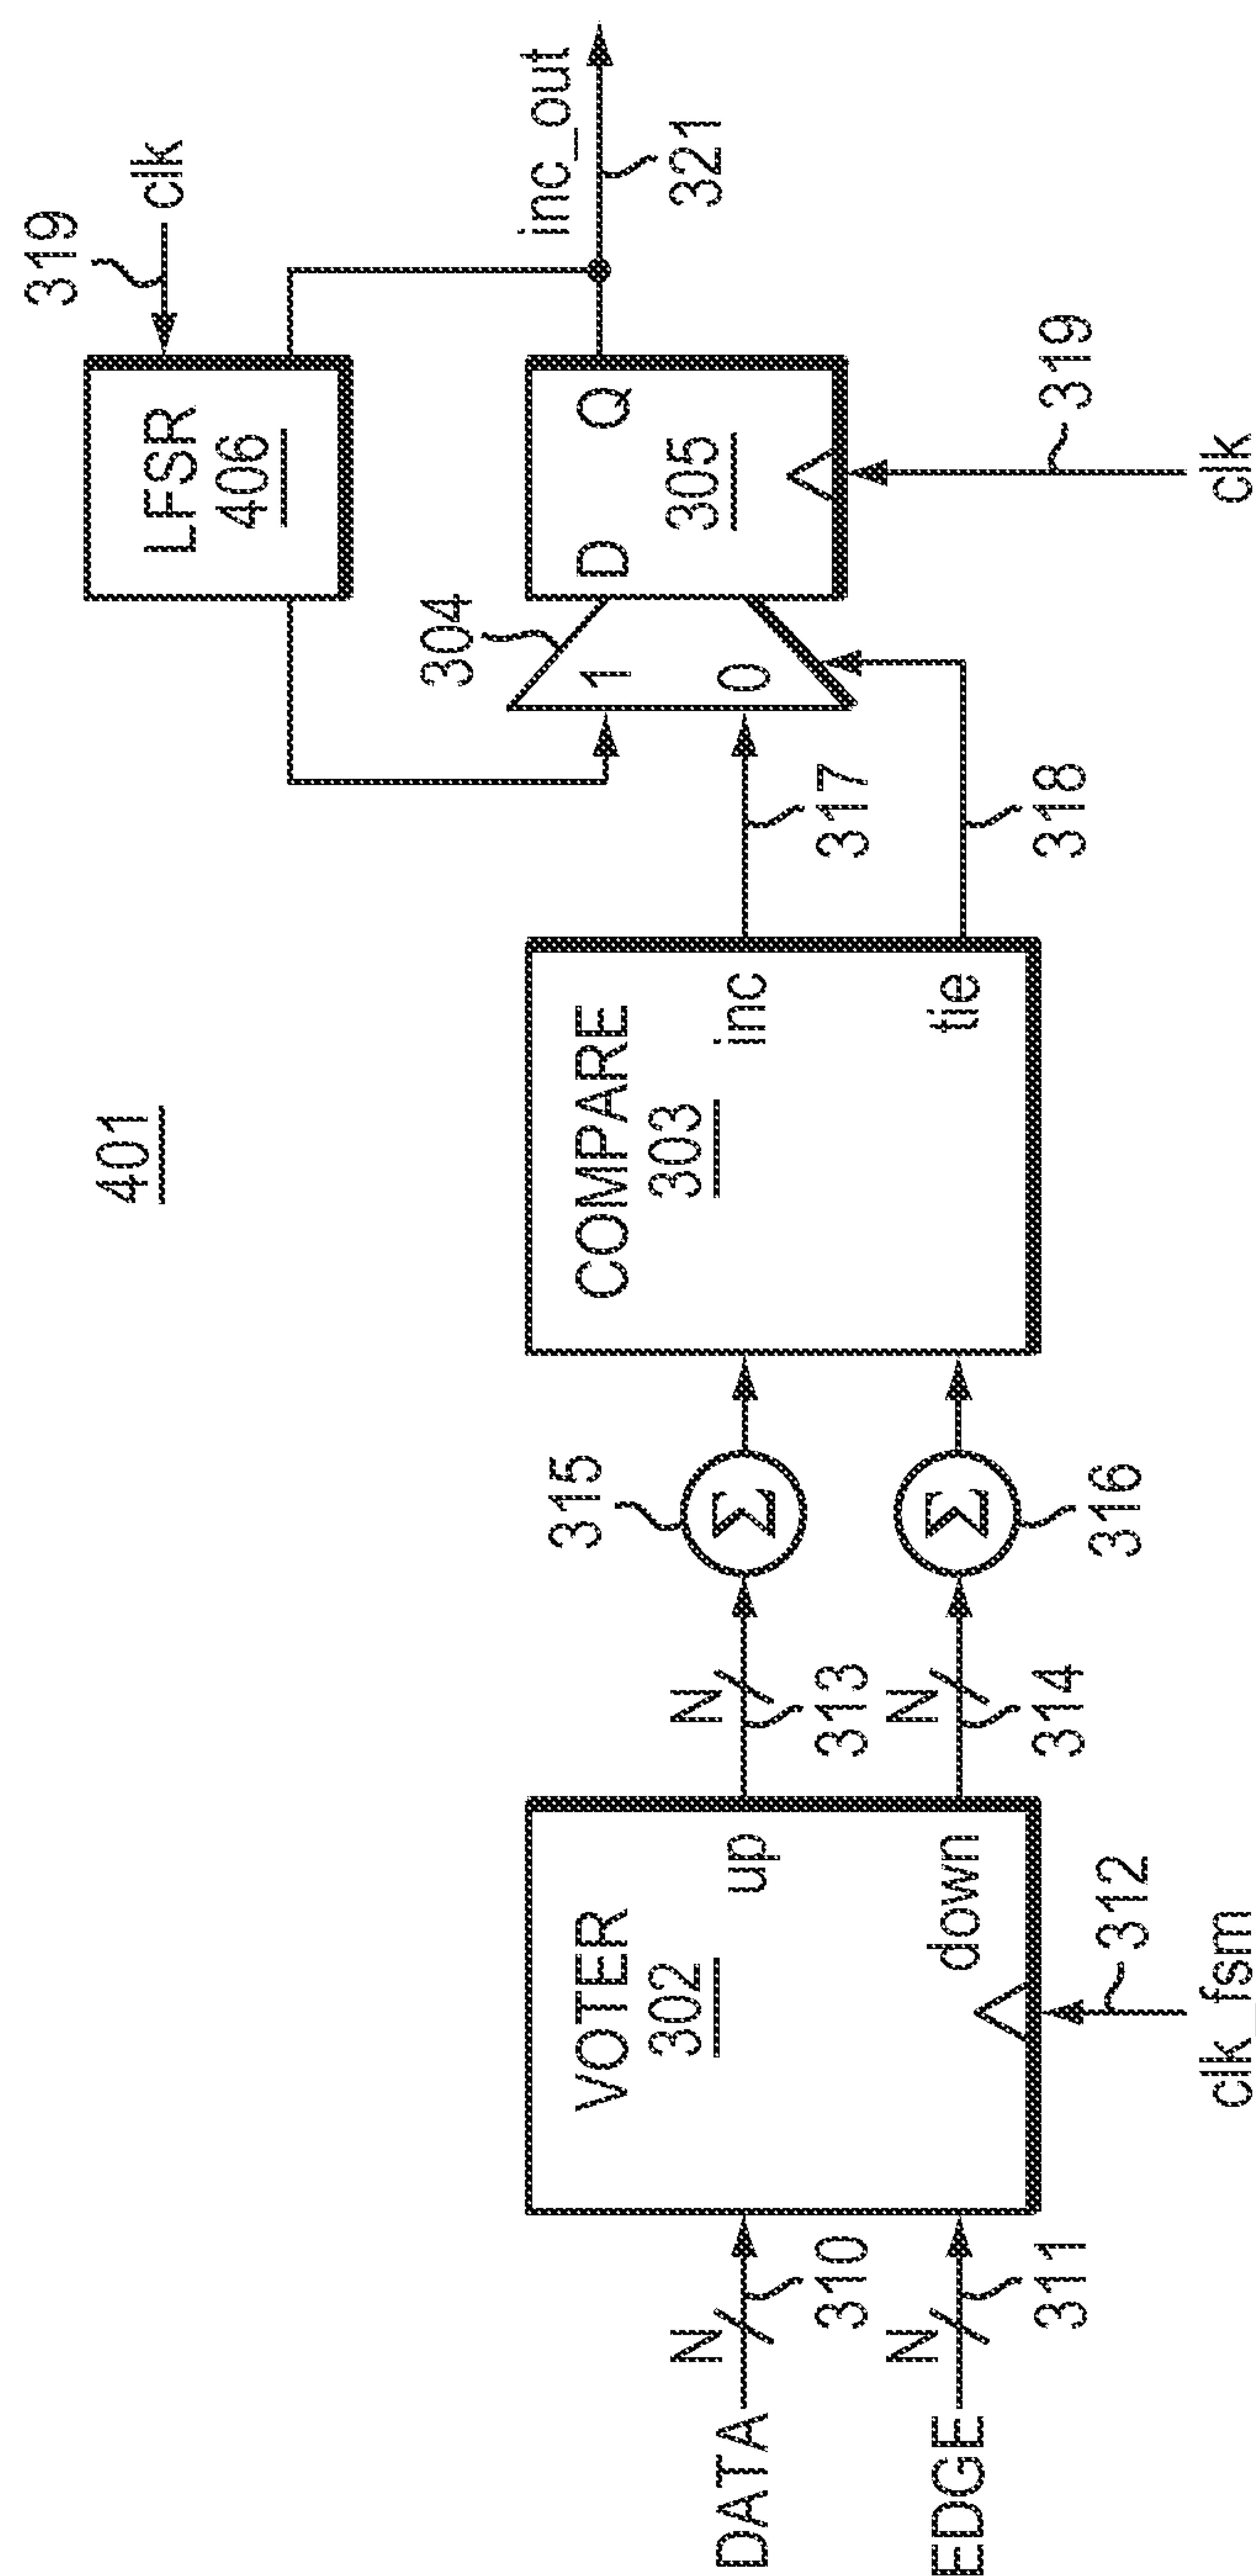 401
319
clk
LFSR
406
inc_out
321
304
1
0
D
Q
305
319
clk
COMPARE
303
inc
tie
317
318
315
Σ
316
Σ
VOTER
302
up
down
N
313
N
314
312
clk_fsm
DATA
N
310
EDGE
N
311